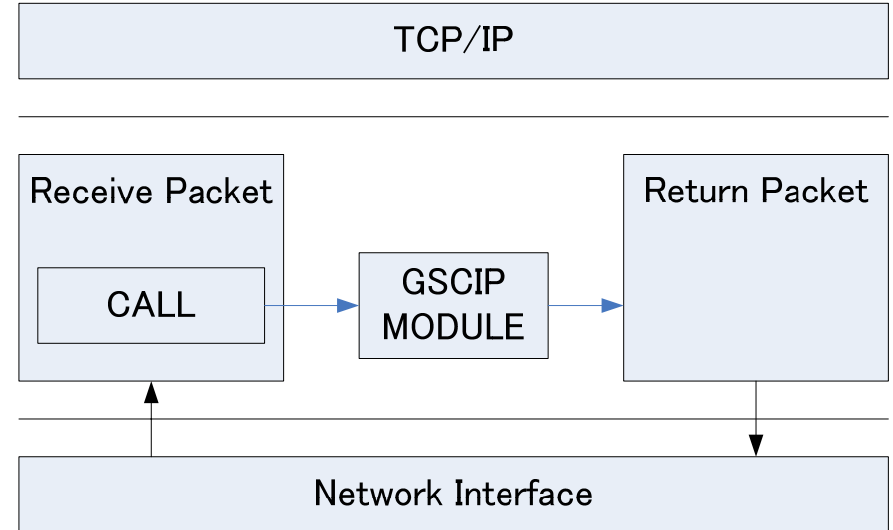 TCP/IP
Receive Packet
Return Packet
CALL
GSCIP
MODULE
Network Interface